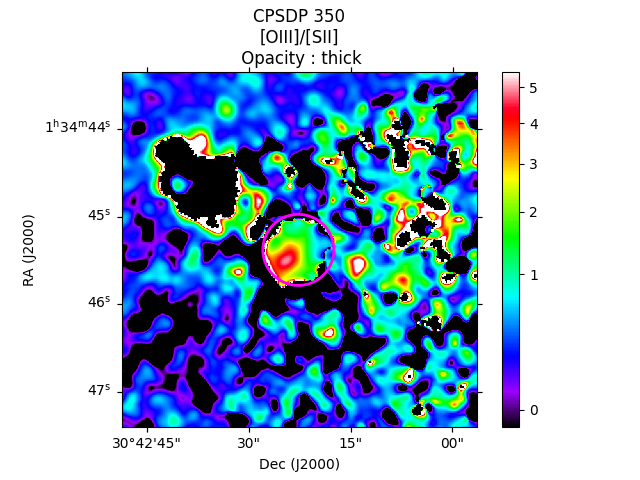 CPSDP 350
[OIII]/[SII]
Opacity : thick
1ʰ34ᵐ44ˢ
45ˢ
46ˢ
47ˢ
RA (J2000)
30°42'45"
30"
15"
00"
Dec (J2000)
5
4
3
2
1
0